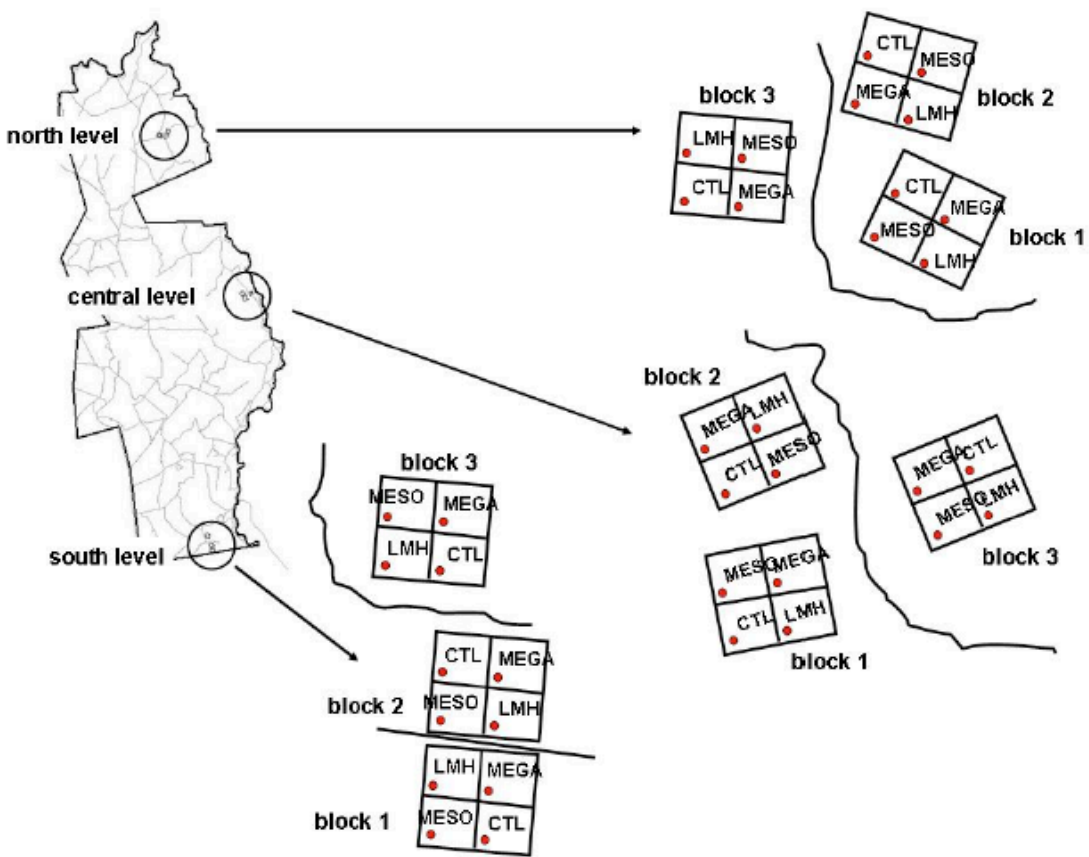 north level
central level
south level
block 3
LMH MESO
CTL MEGA
CTL MESO
MEGA LMH
block 2
CTL MEGA
MESO LMH
block 1
block 2
MEGA LMH
CTL MESO
MEGA CTL
MESO LMH
block 3
MESO MEGA
CTL LMH
block 1
block 3
MESO MEGA
LMH CTL
CTL MEGA
MESO LMH
block 2
LMH MEGA
MESO CTL
block 1